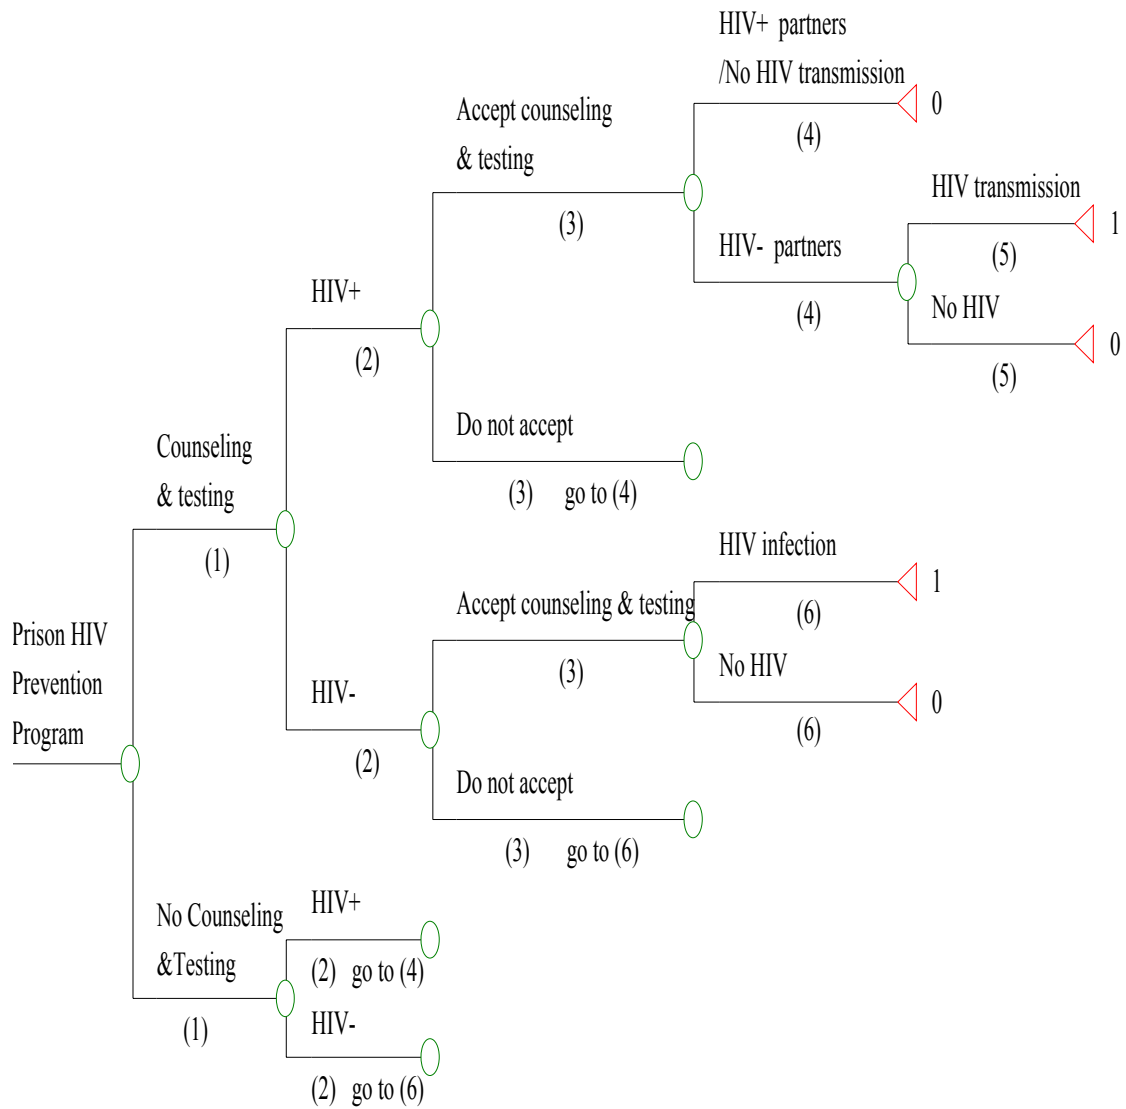 HIV+ partners
/No HIV transmission
0
(4)
Accept counseling
& testing
(3)
HIV transmission
1
(5)
HIV- partners
(4)
No HIV
0
(5)
HIV+
(2)
Do not accept
(3) go to (4)
Counseling
& testing
(1)
HIV infection
1
(6)
Accept counseling & testing
(3)
No HIV
0
(6)
Prison HIV
Prevention
Program
HIV-
(2)
Do not accept
(3) go to (6)
No Counseling
&Testing
(1)
HIV+
(2) go to (4)
HIV-
(2) go to (6)